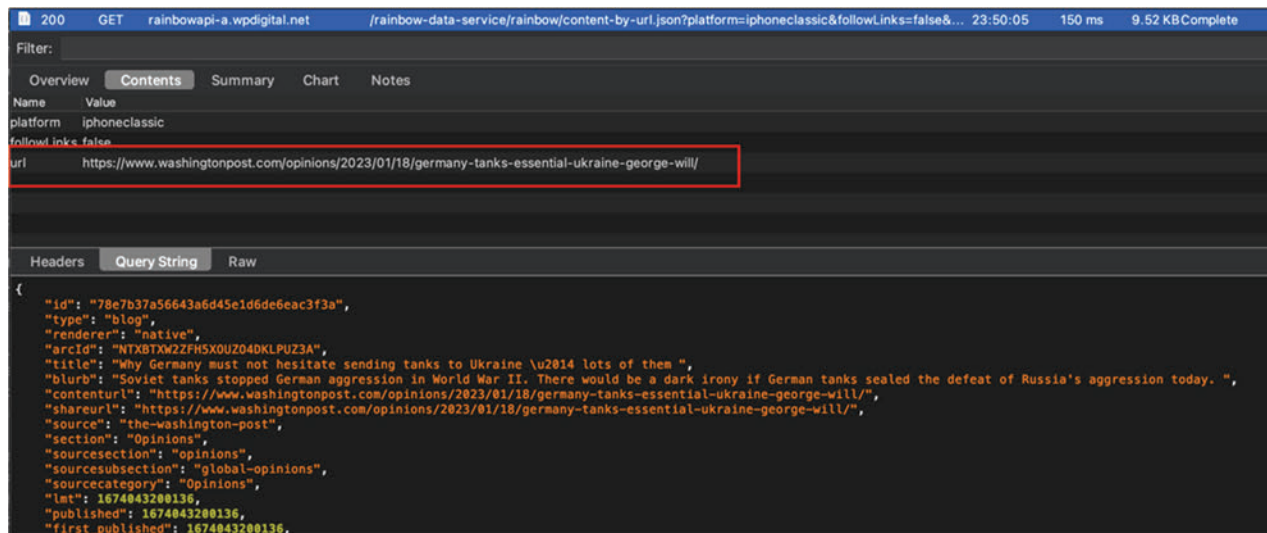 200 GET rainbowapi-a.wpdigital.net /rainbow-data-service/rainbow/content-by-url.json?platform=iphoneclassic&followLinks=false&... 23:50:05 150 ms 9.52 KB Complete
Filter:
Overview Contents Summary Chart Notes
Name Value
platform iphoneclassic
followLinks false
url https://www.washingtonpost.com/opinions/2023/01/18/germany-tanks-essential-ukraine-george-will/
Headers Query String Raw
{
"id": "78e7b37a56643a6d45e1d6de6eac3f3a",
"type": "blog",
"renderer": "native",
"arcId": "NTXBTXW2ZFH5XOUZO4DKLPUZ3A",
"title": "Why Germany must not hesitate sending tanks to Ukraine \u2014 lots of them ",
"blurb": "Soviet tanks stopped German aggression in World War II. There would be a dark irony if German tanks sealed the defeat of Russia's aggression today. ",
"contenturl": "https://www.washingtonpost.com/opinions/2023/01/18/germany-tanks-essential-ukraine-george-will/",
"shareurl": "https://www.washingtonpost.com/opinions/2023/01/18/germany-tanks-essential-ukraine-george-will/",
"source": "the-washington-post",
"section": "Opinions",
"sourcesection": "opinions",
"sourcesubsection": "global-opinions",
"sourcecategory": "Opinions",
"lmt": 1674043200136,
"published": 1674043200136,
"first_published": 1674043200136,